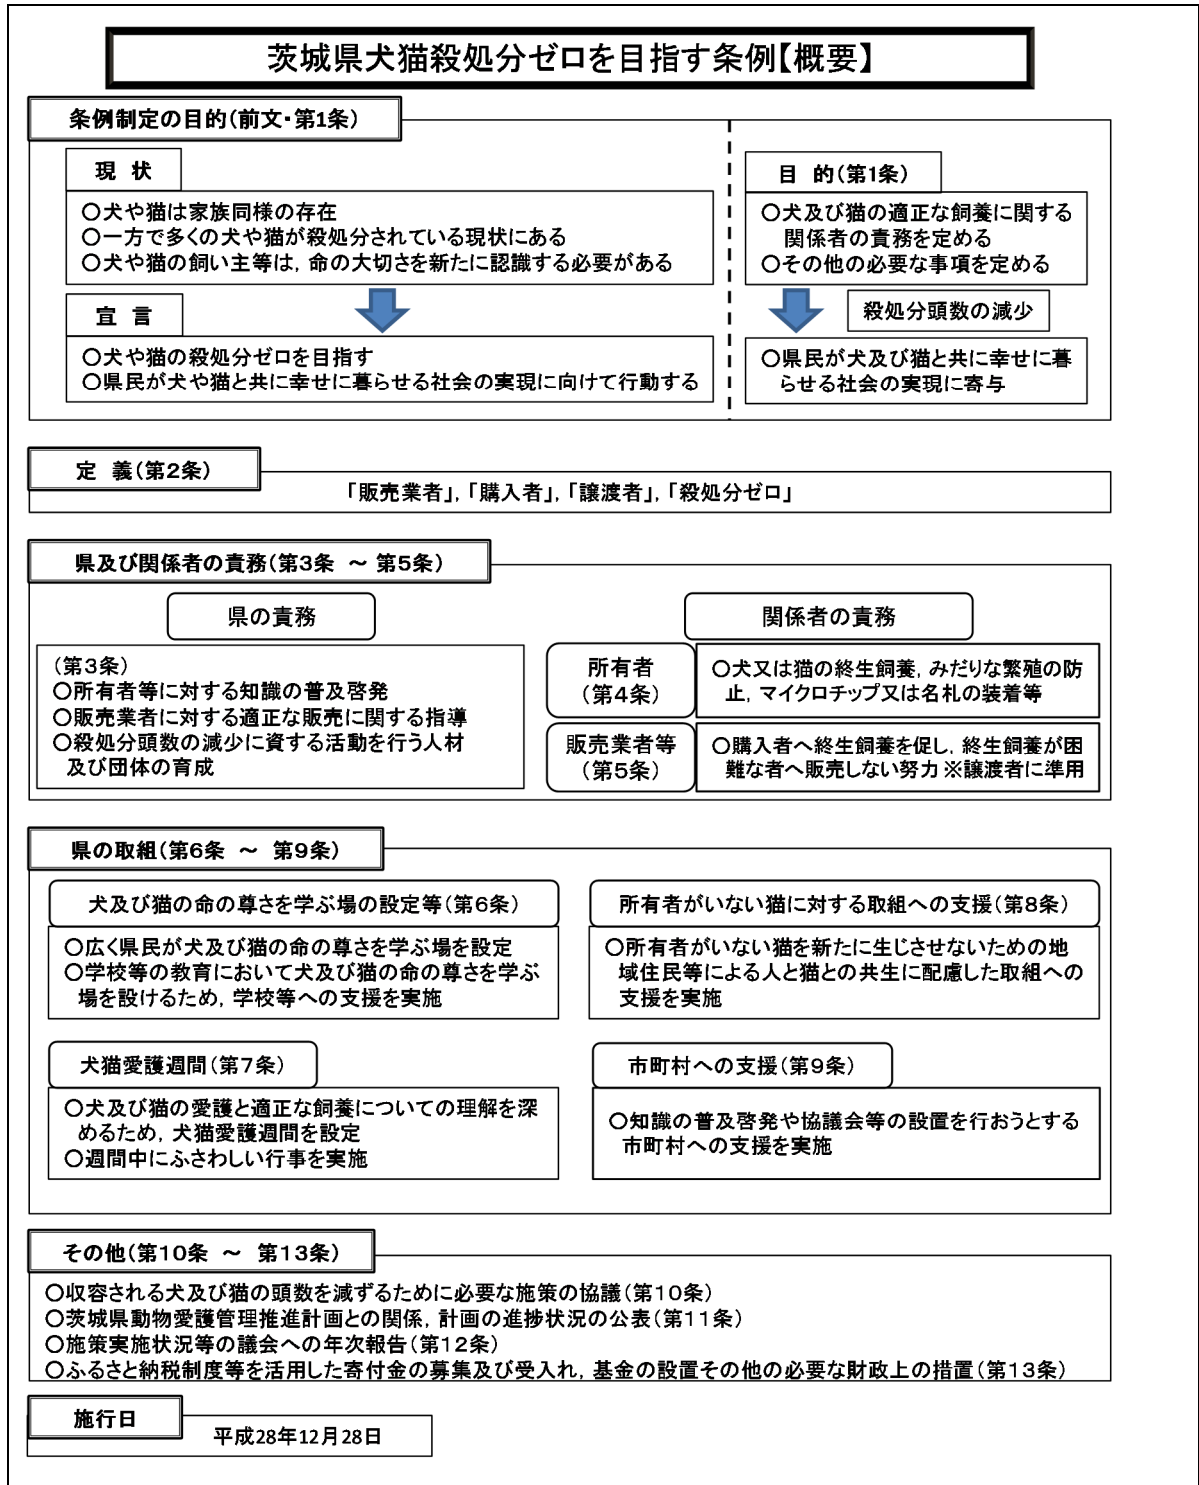 茨城県犬猫殺処分ゼロを目指す条例【概要】
条例制定の目的(前文・第1条)
現 状
○犬や猫は家族同様の存在
○一方で多くの犬や猫が殺処分されている現状にある
○犬や猫の飼い主等は，命の大切さを新たに認識する必要がある
宣 言
○犬や猫の殺処分ゼロを目指す
○県民が犬や猫と共に幸せに暮らせる社会の実現に向けて行動する
目 的(第1条)
○犬及び猫の適正な飼養に関する
関係者の責務を定める
○その他の必要な事項を定める
殺処分頭数の減少
○県民が犬及び猫と共に幸せに暮
らせる社会の実現に寄与
定 義(第2条)
「販売業者」，「購入者」，「譲渡者」，「殺処分ゼロ」
県及び関係者の責務(第3条 ～ 第5条)
県の責務
(第3条)
○所有者等に対する知識の普及啓発
○販売業者に対する適正な販売に関する指導
○殺処分頭数の減少に資する活動を行う人材
及び団体の育成
関係者の責務
所有者
(第4条)
○犬又は猫の終生飼養，みだりな繁殖の防
止，マイクロチップ又は名札の装着等
販売業者等
(第5条)
○購入者へ終生飼養を促し，終生飼養が困
難な者へ販売しない努力 ※譲渡者に準用
県の取組(第6条 ～ 第9条)
犬及び猫の命の尊さを学ぶ場の設定等(第6条)
○広く県民が犬及び猫の命の尊さを学ぶ場を設定
○学校等の教育において犬及び猫の命の尊さを学ぶ
場を設けるため，学校等への支援を実施
所有者がいない猫に対する取組への支援(第8条)
○所有者がいない猫を新たに生じさせないための地
域住民等による人と猫との共生に配慮した取組への
支援を実施
犬猫愛護週間(第7条)
○犬及び猫の愛護と適正な飼養についての理解を深
めるため，犬猫愛護週間を設定
○週間中にふさわしい行事を実施
市町村への支援(第9条)
○知識の普及啓発や協議会等の設置を行おうとする
市町村への支援を実施
その他(第10条 ～ 第13条)
○収容される犬及び猫の頭数を減ずるために必要な施策の協議(第10条)
○茨城県動物愛護管理推進計画との関係，計画の進捗状況の公表(第11条)
○施策実施状況等の議会への年次報告(第12条)
○ふるさと納税制度等を活用した寄付金の募集及び受入れ，基金の設置その他の必要な財政上の措置(第13条)
施行日
平成28年12月28日